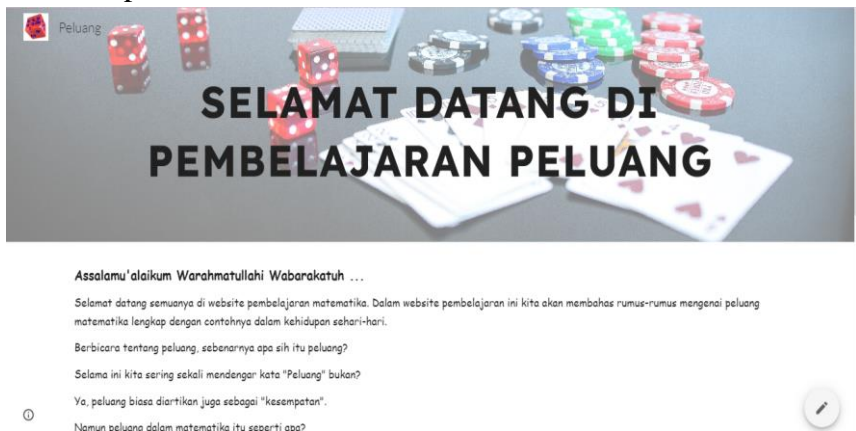 Peluang
SELAMAT DATANG DI
PEMBELAJARAN PELUANG
Assalamu'alaikum Warahmatullahi Wabarakatuh ...
Selamat datang semuanya di website pembelajaran matematika. Dalam website pembelajaran ini kita akan membahas rumus-rumus mengenai peluang
matematika lengkap dengan contohnya dalam kehidupan sehari-hari.
Berbicara tentang peluang, sebenarnya apa sih itu peluang?
Selama ini kita sering sekali mendengar kata "Peluang" bukan?
Ya, peluang biasa diartikan juga sebagai "kesempatan".
Namun peluang dalam matematika itu seperti apa?